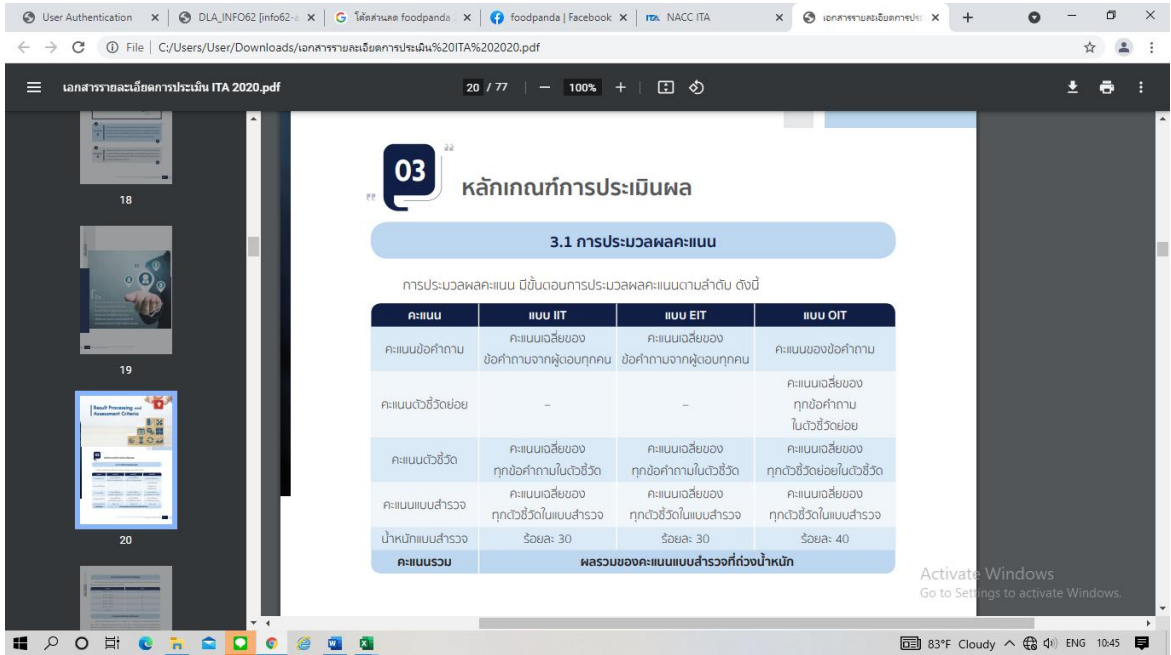 User Authentication
DLA_INFO62 [info62-a
โค้ดส่วนลด foodpanda
foodpanda | Facebook
ITA NACC ITA
เอกสารรายละเอียดการประเ
File | C:/Users/User/Downloads/เอกสารรายละเอียดการประเมิน%20ITA%202020.pdf
เอกสารรายละเอียดการประเมิน ITA 2020.pdf
20 / 77 | − 100% +
18
19
Result Processing and
Assessment Criteria
20
03
หลักเกณฑ์การประเมินผล
3.1 การประมวลผลคะแนน
การประมวลผลคะแนน มีขั้นตอนการประมวลผลคะแนนตามลำดับ ดังนี้
คะแนน แบบ IIT แบบ EIT แบบ OIT
คะแนนข้อคำถาม คะแนนเฉลี่ยของ ข้อคำถามจากผู้ตอบทุกคน คะแนนเฉลี่ยของ ข้อคำถามจากผู้ตอบทุกคน คะแนนของข้อคำถาม
คะแนนตัวชี้วัดย่อย – – คะแนนเฉลี่ยของ ทุกข้อคำถาม ในตัวชี้วัดย่อย
คะแนนตัวชี้วัด คะแนนเฉลี่ยของ ทุกข้อคำถามในตัวชี้วัด คะแนนเฉลี่ยของ ทุกข้อคำถามในตัวชี้วัด คะแนนเฉลี่ยของ ทุกตัวชี้วัดย่อยในตัวชี้วัด
คะแนนแบบสำรวจ คะแนนเฉลี่ยของ ทุกตัวชี้วัดในแบบสำรวจ คะแนนเฉลี่ยของ ทุกตัวชี้วัดในแบบสำรวจ คะแนนเฉลี่ยของ ทุกตัวชี้วัดในแบบสำรวจ
น้ำหนักแบบสำรวจ ร้อยละ 30 ร้อยละ 30 ร้อยละ 40
คะแนนรวม ผลรวมของคะแนนแบบสำรวจที่ถ่วงน้ำหนัก
Activate Windows
Go to Settings to activate Windows.
83°F Cloudy ENG 10:45